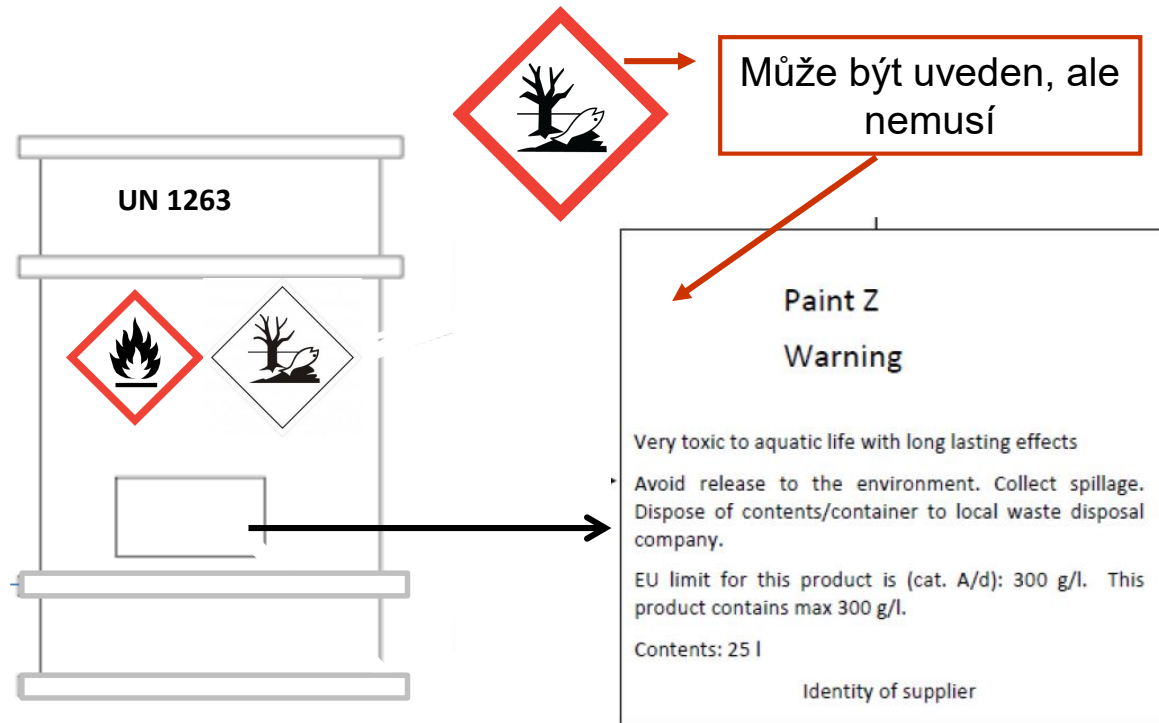 Může být uveden, ale
nemusí
UN 1263
Paint Z
Warning
Very toxic to aquatic life with long lasting effects
Avoid release to the environment. Collect spillage.
Dispose of contents/container to local waste disposal
company.
EU limit for this product is (cat. A/d): 300 g/l. This
product contains max 300 g/l.
Contents: 25 l
Identity of supplier